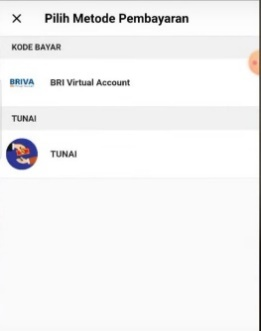 × Pilih Metode Pembayaran
KODE BAYAR
BRIVA BRI Virtual Account
TUNAI
TUNAI